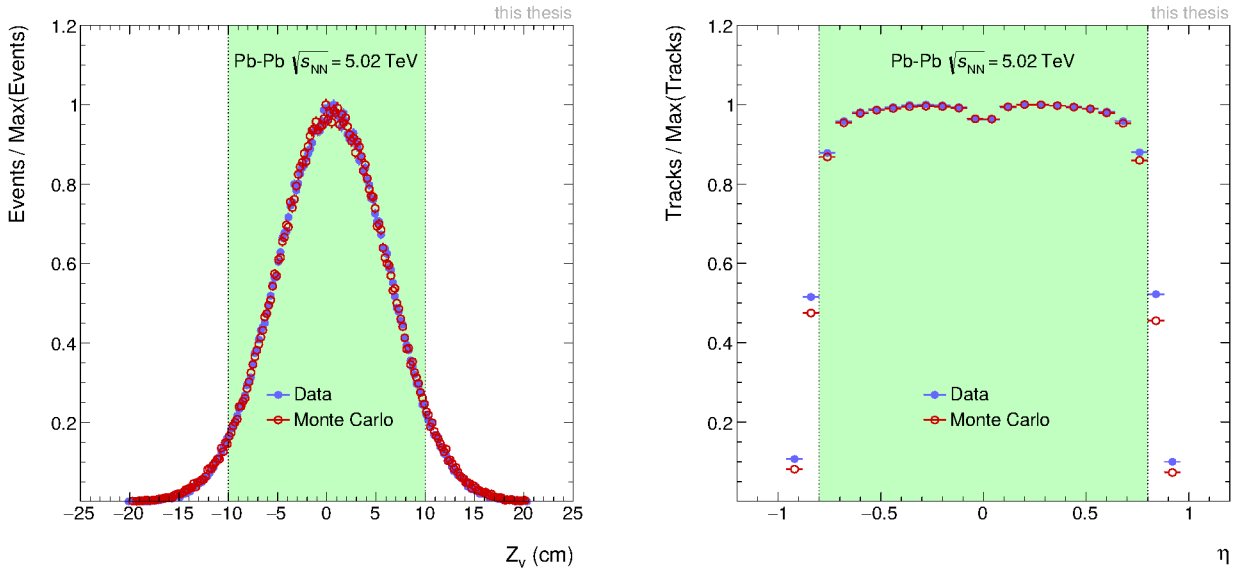 this thesis
Events / Max(Events)
1.2
1
0.8
0.6
0.4
0.2
Pb-Pb √sNN = 5.02 TeV
Data
Monte Carlo
−25 −20 −15 −10 −5 0 5 10 15 20 25
Zv (cm)
this thesis
Tracks / Max(Tracks)
1.2
1
0.8
0.6
0.4
0.2
Pb-Pb √sNN = 5.02 TeV
Data
Monte Carlo
−1 −0.5 0 0.5 1
η